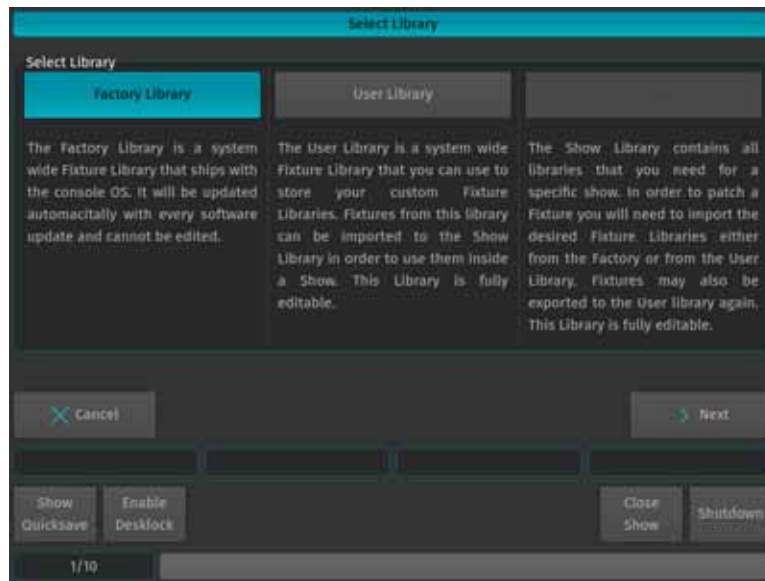 Select Library
Select Library
Factory Library
The Factory Library is a system
wide Fixture Library that ships with
the console OS. It will be updated
automacitally with every software
update and cannot be edited.
User Library
The User Library is a system wide
Fixture Library that you can use to
store your custom Fixture
Libraries. Fixtures from this library
can be imported to the Show
Library in order to use them inside
a Show. This Library is fully
editable.
The Show Library contains all
libraries that you need for a
specific show. In order to patch a
Fixture you will need to import the
desired Fixture Libraries either
from the Factory or from the User
Library. Fixtures may also be
exported to the User library again.
This Library is fully editable.
Cancel
Next
Show
Quicksave
Enable
Desklock
Close
Show
Shutdown
1/10